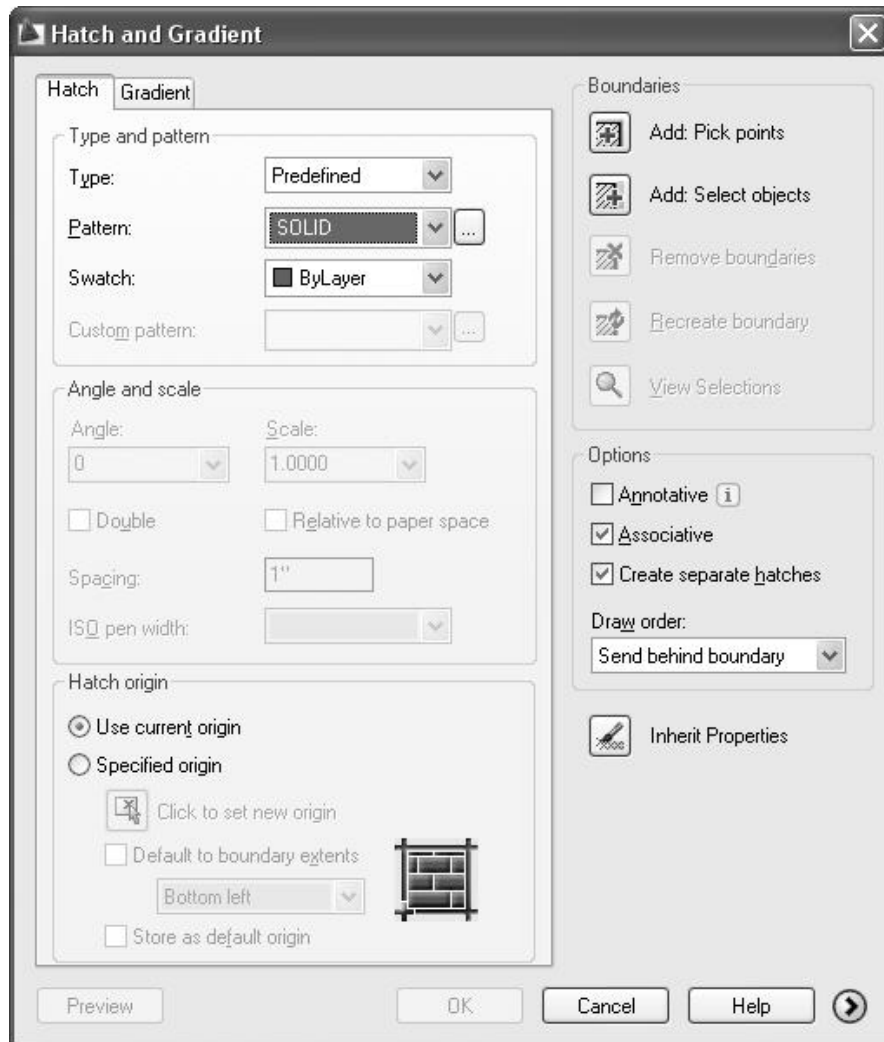 Hatch and Gradient
Hatch
Gradient
Type and pattern
Type:
Predefined
Pattern:
SOLID
...
Swatch:
ByLayer
Custom pattern:
...
Angle and scale
Angle:
Scale:
0
1.0000
Double
Relative to paper space
Spacing:
1"
ISO pen width:
Hatch origin
Use current origin
Specified origin
Click to set new origin
Default to boundary extents
Bottom left
Store as default origin
Boundaries
Add: Pick points
Add: Select objects
Remove boundaries
Recreate boundary
View Selections
Options
Annotative i
Associative
Create separate hatches
Draw order:
Send behind boundary
Inherit Properties
Preview
OK
Cancel
Help